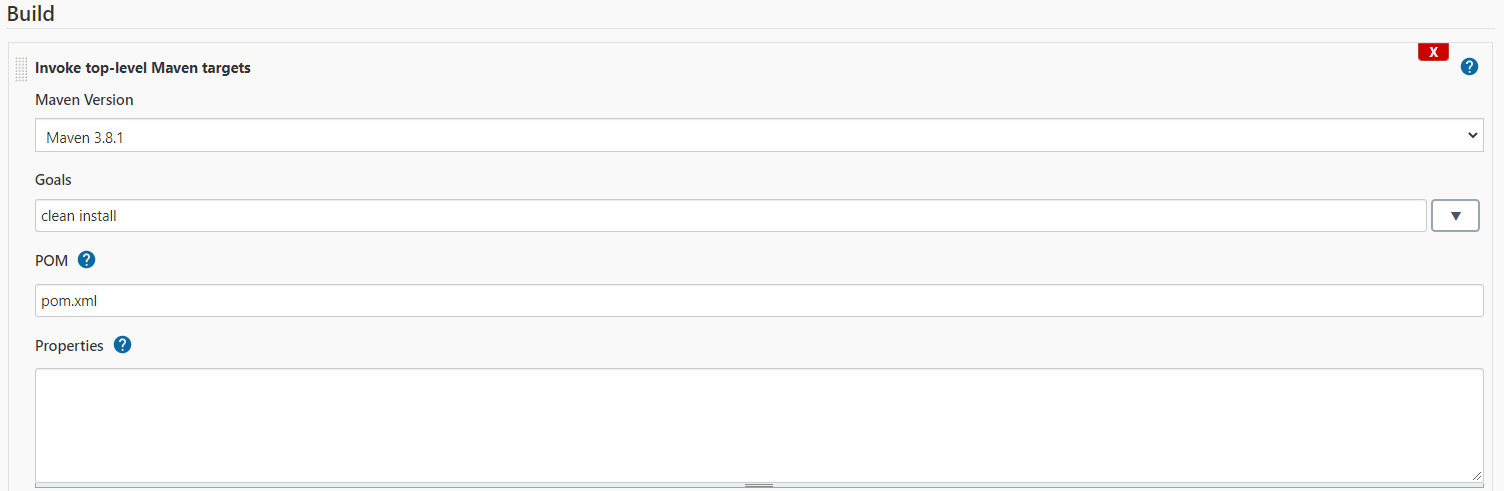 Build
X
Invoke top-level Maven targets
?
Maven Version
Maven 3.8.1
Goals
clean install
POM ?
pom.xml
Properties ?